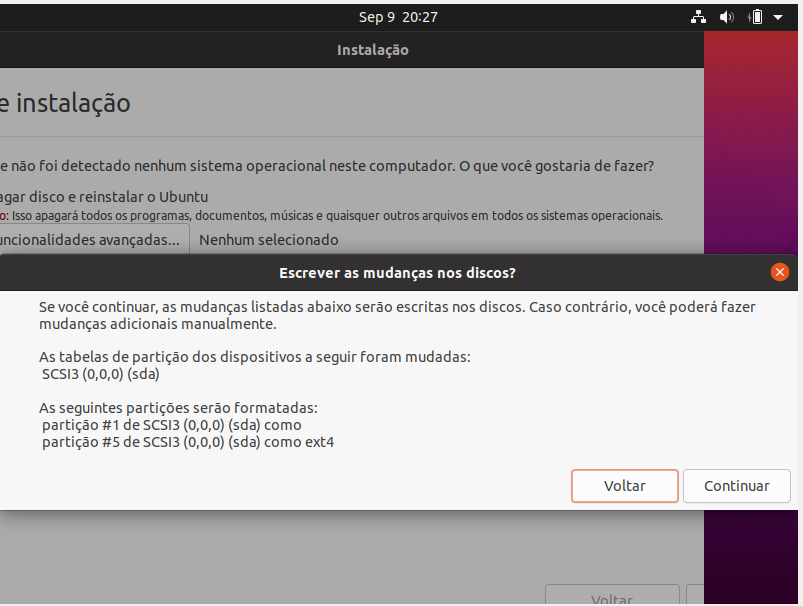 Sep 9 20:27
Instalação
e instalação
e não foi detectado nenhum sistema operacional neste computador. O que você gostaria de fazer?
agar disco e reinstalar o Ubuntu
o: Isso apagará todos os programas, documentos, músicas e quaisquer outros arquivos em todos os sistemas operacionais.
uncionalidades avançadas... Nenhum selecionado
Escrever as mudanças nos discos?
Se você continuar, as mudanças listadas abaixo serão escritas nos discos. Caso contrário, você poderá fazer
mudanças adicionais manualmente.
As tabelas de partição dos dispositivos a seguir foram mudadas:
SCSI3 (0,0,0) (sda)
As seguintes partições serão formatadas:
partição #1 de SCSI3 (0,0,0) (sda) como
partição #5 de SCSI3 (0,0,0) (sda) como ext4
Voltar Continuar
Voltar